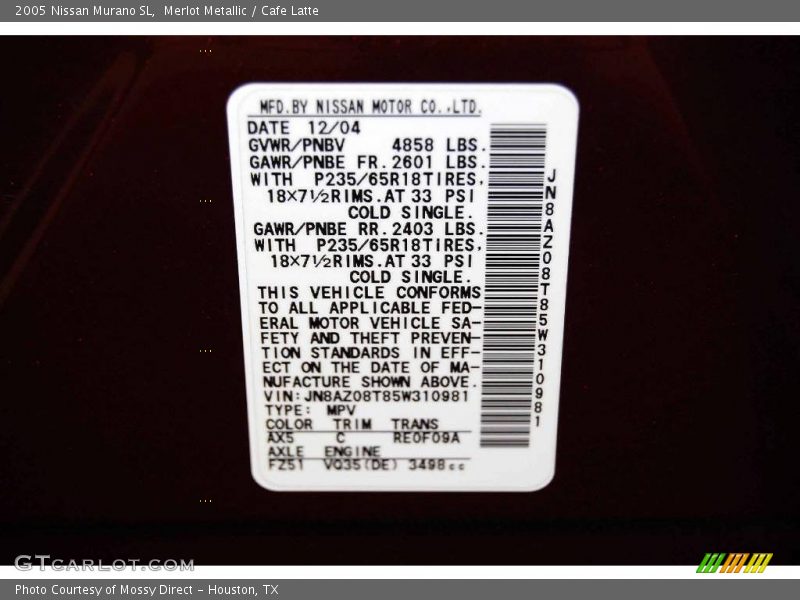 2005 Nissan Murano SL,  Merlot Metallic / Cafe Latte
MFD.BY NISSAN MOTOR CO.,LTD.
DATE 12/04
GVWR/PNBV 4858 LBS.
GAWR/PNBE FR.2601 LBS.
WITH P235/65R18TIRES,
18×7½RIMS.AT 33 PSI
COLD SINGLE.
GAWR/PNBE RR.2403 LBS.
WITH P235/65R18TIRES,
18×7½RIMS.AT 33 PSI
COLD SINGLE.
THIS VEHICLE CONFORMS
TO ALL APPLICABLE FED-
ERAL MOTOR VEHICLE SA-
FETY AND THEFT PREVEN-
TION STANDARDS IN EFF-
ECT ON THE DATE OF MA-
NUFACTURE SHOWN ABOVE.
VIN:JN8AZ08T85W310981
TYPE: MPV
COLOR TRIM TRANS
AX5 C RE0F09A
AXLE ENGINE
FZ51 VQ35(DE) 3498cc
JN8AZ08T85W310981
GTCARLOT.COM
Photo Courtesy of Mossy Direct – Houston, TX